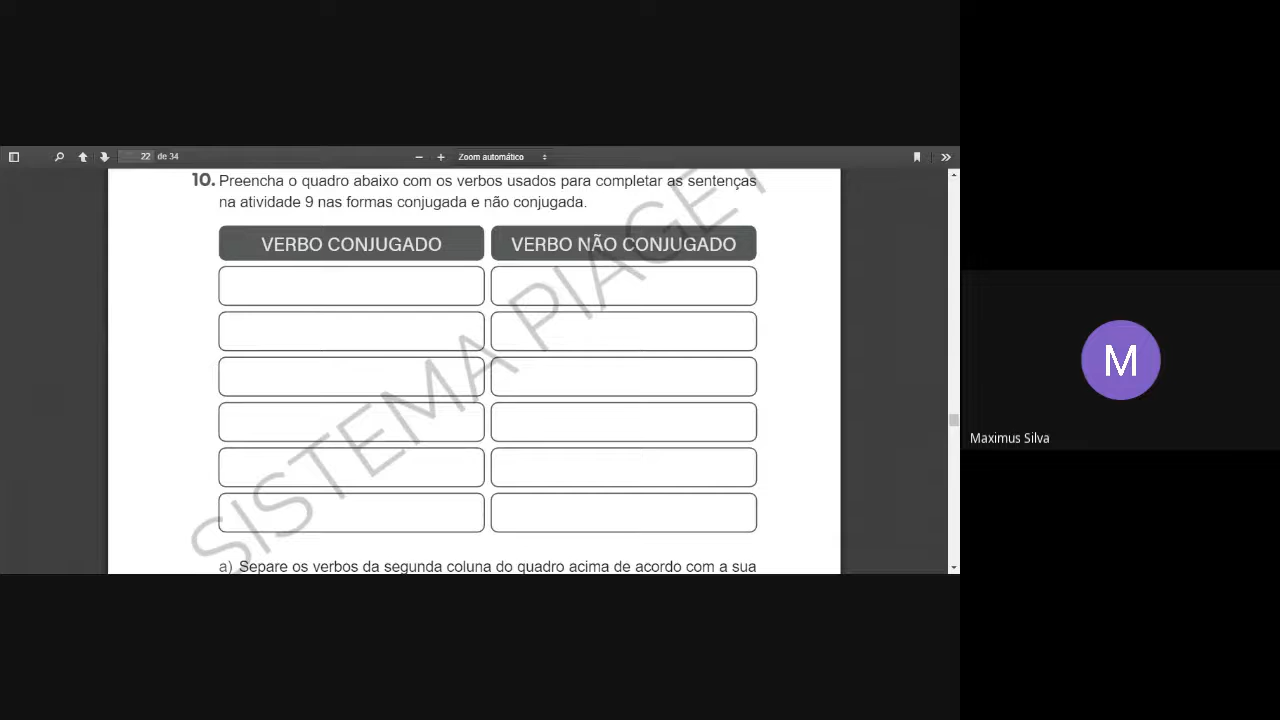 22 de 34
Zoom automático
10. Preencha o quadro abaixo com os verbos usados para completar as sentenças
na atividade 9 nas formas conjugada e não conjugada.
VERBO CONJUGADO VERBO NÃO CONJUGADO
SISTEMA PIAGET
a) Separe os verbos da segunda coluna do quadro acima de acordo com a sua
M
Maximus Silva